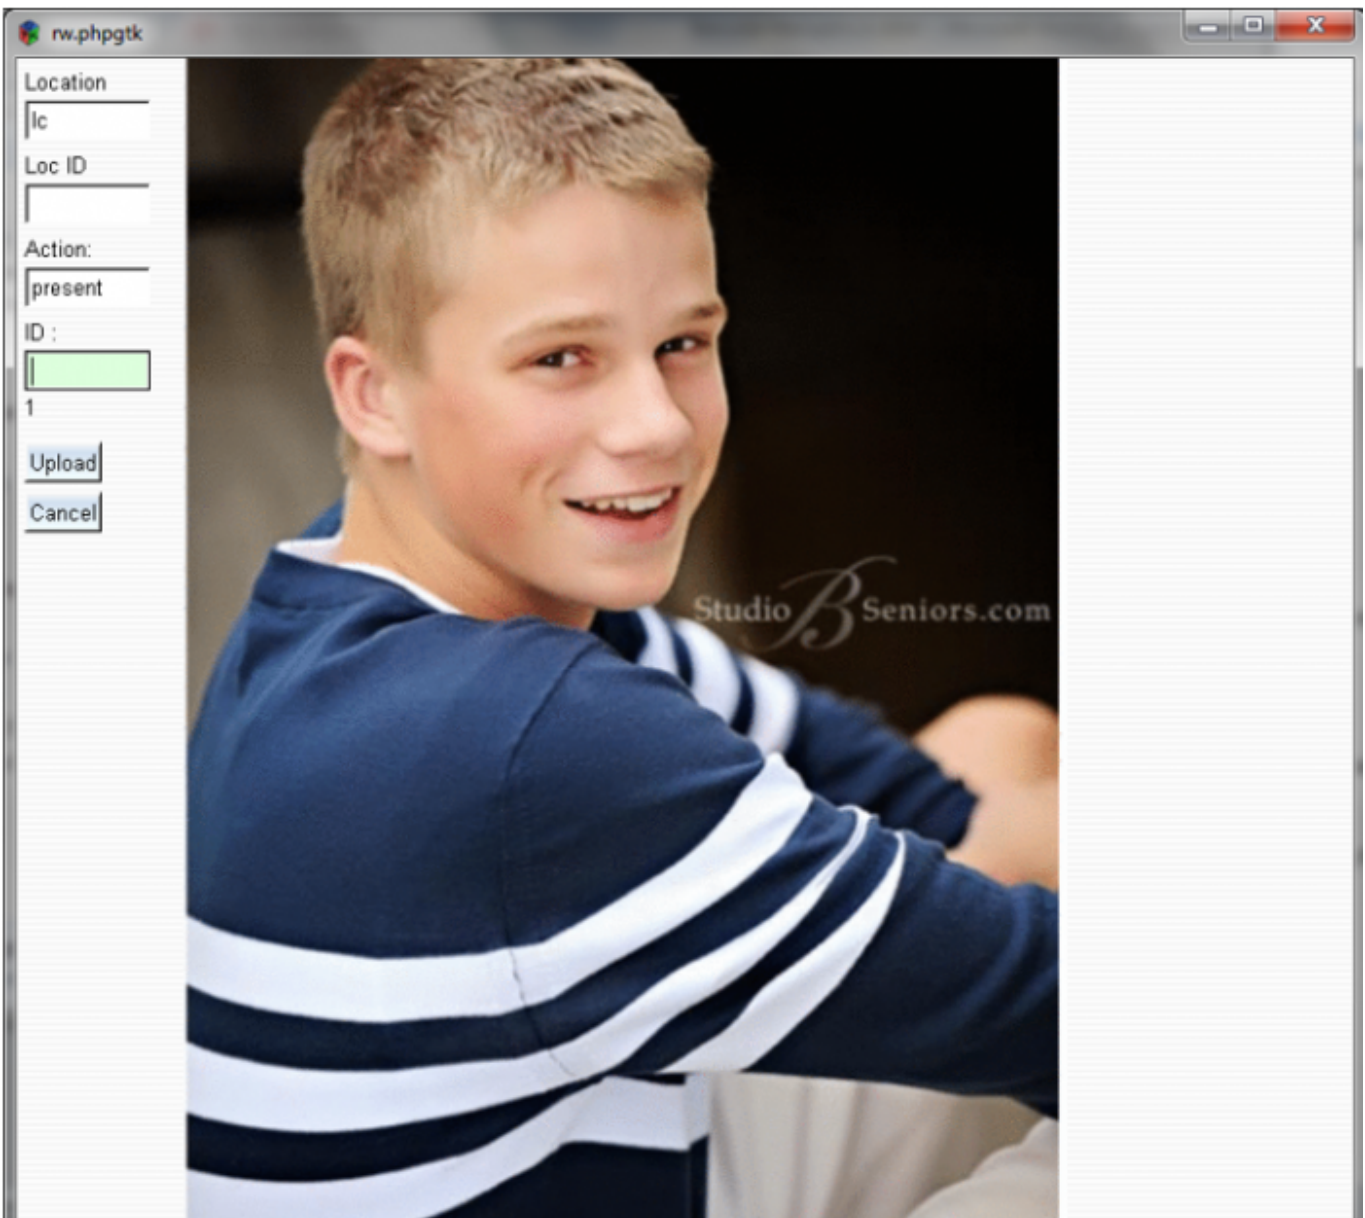 rw.phpgtk
Location
lc
Loc ID
Action:
present
ID :
1
Upload
Cancel
Studio B Seniors.com